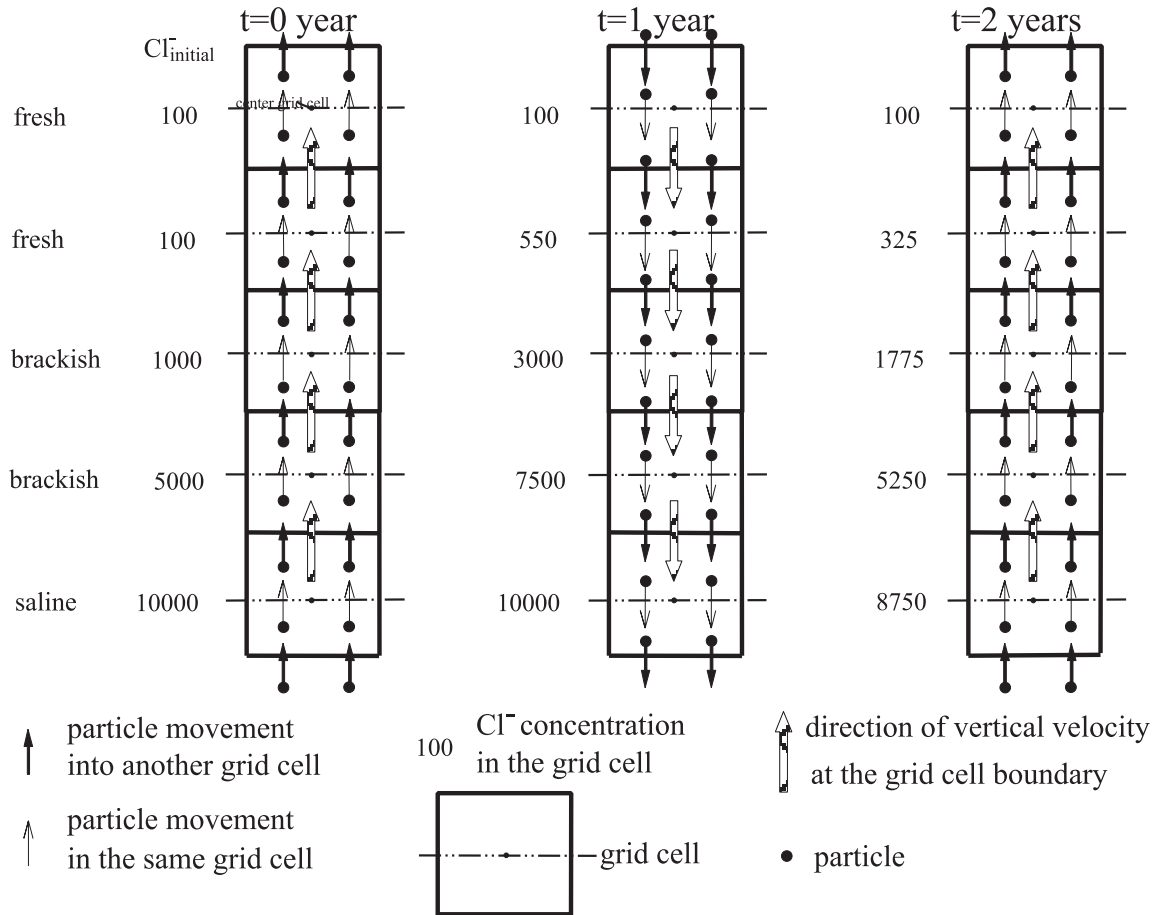 t=0 year
t=1 year
t=2 years
Cl⁻initial
center grid cell
fresh 100 100 100
fresh 100 550 325
brackish 1000 3000 1775
brackish 5000 7500 5250
saline 10000 10000 8750
particle movement
into another grid cell
particle movement
in the same grid cell
100
Cl⁻ concentration
in the grid cell
grid cell
direction of vertical velocity
at the grid cell boundary
particle